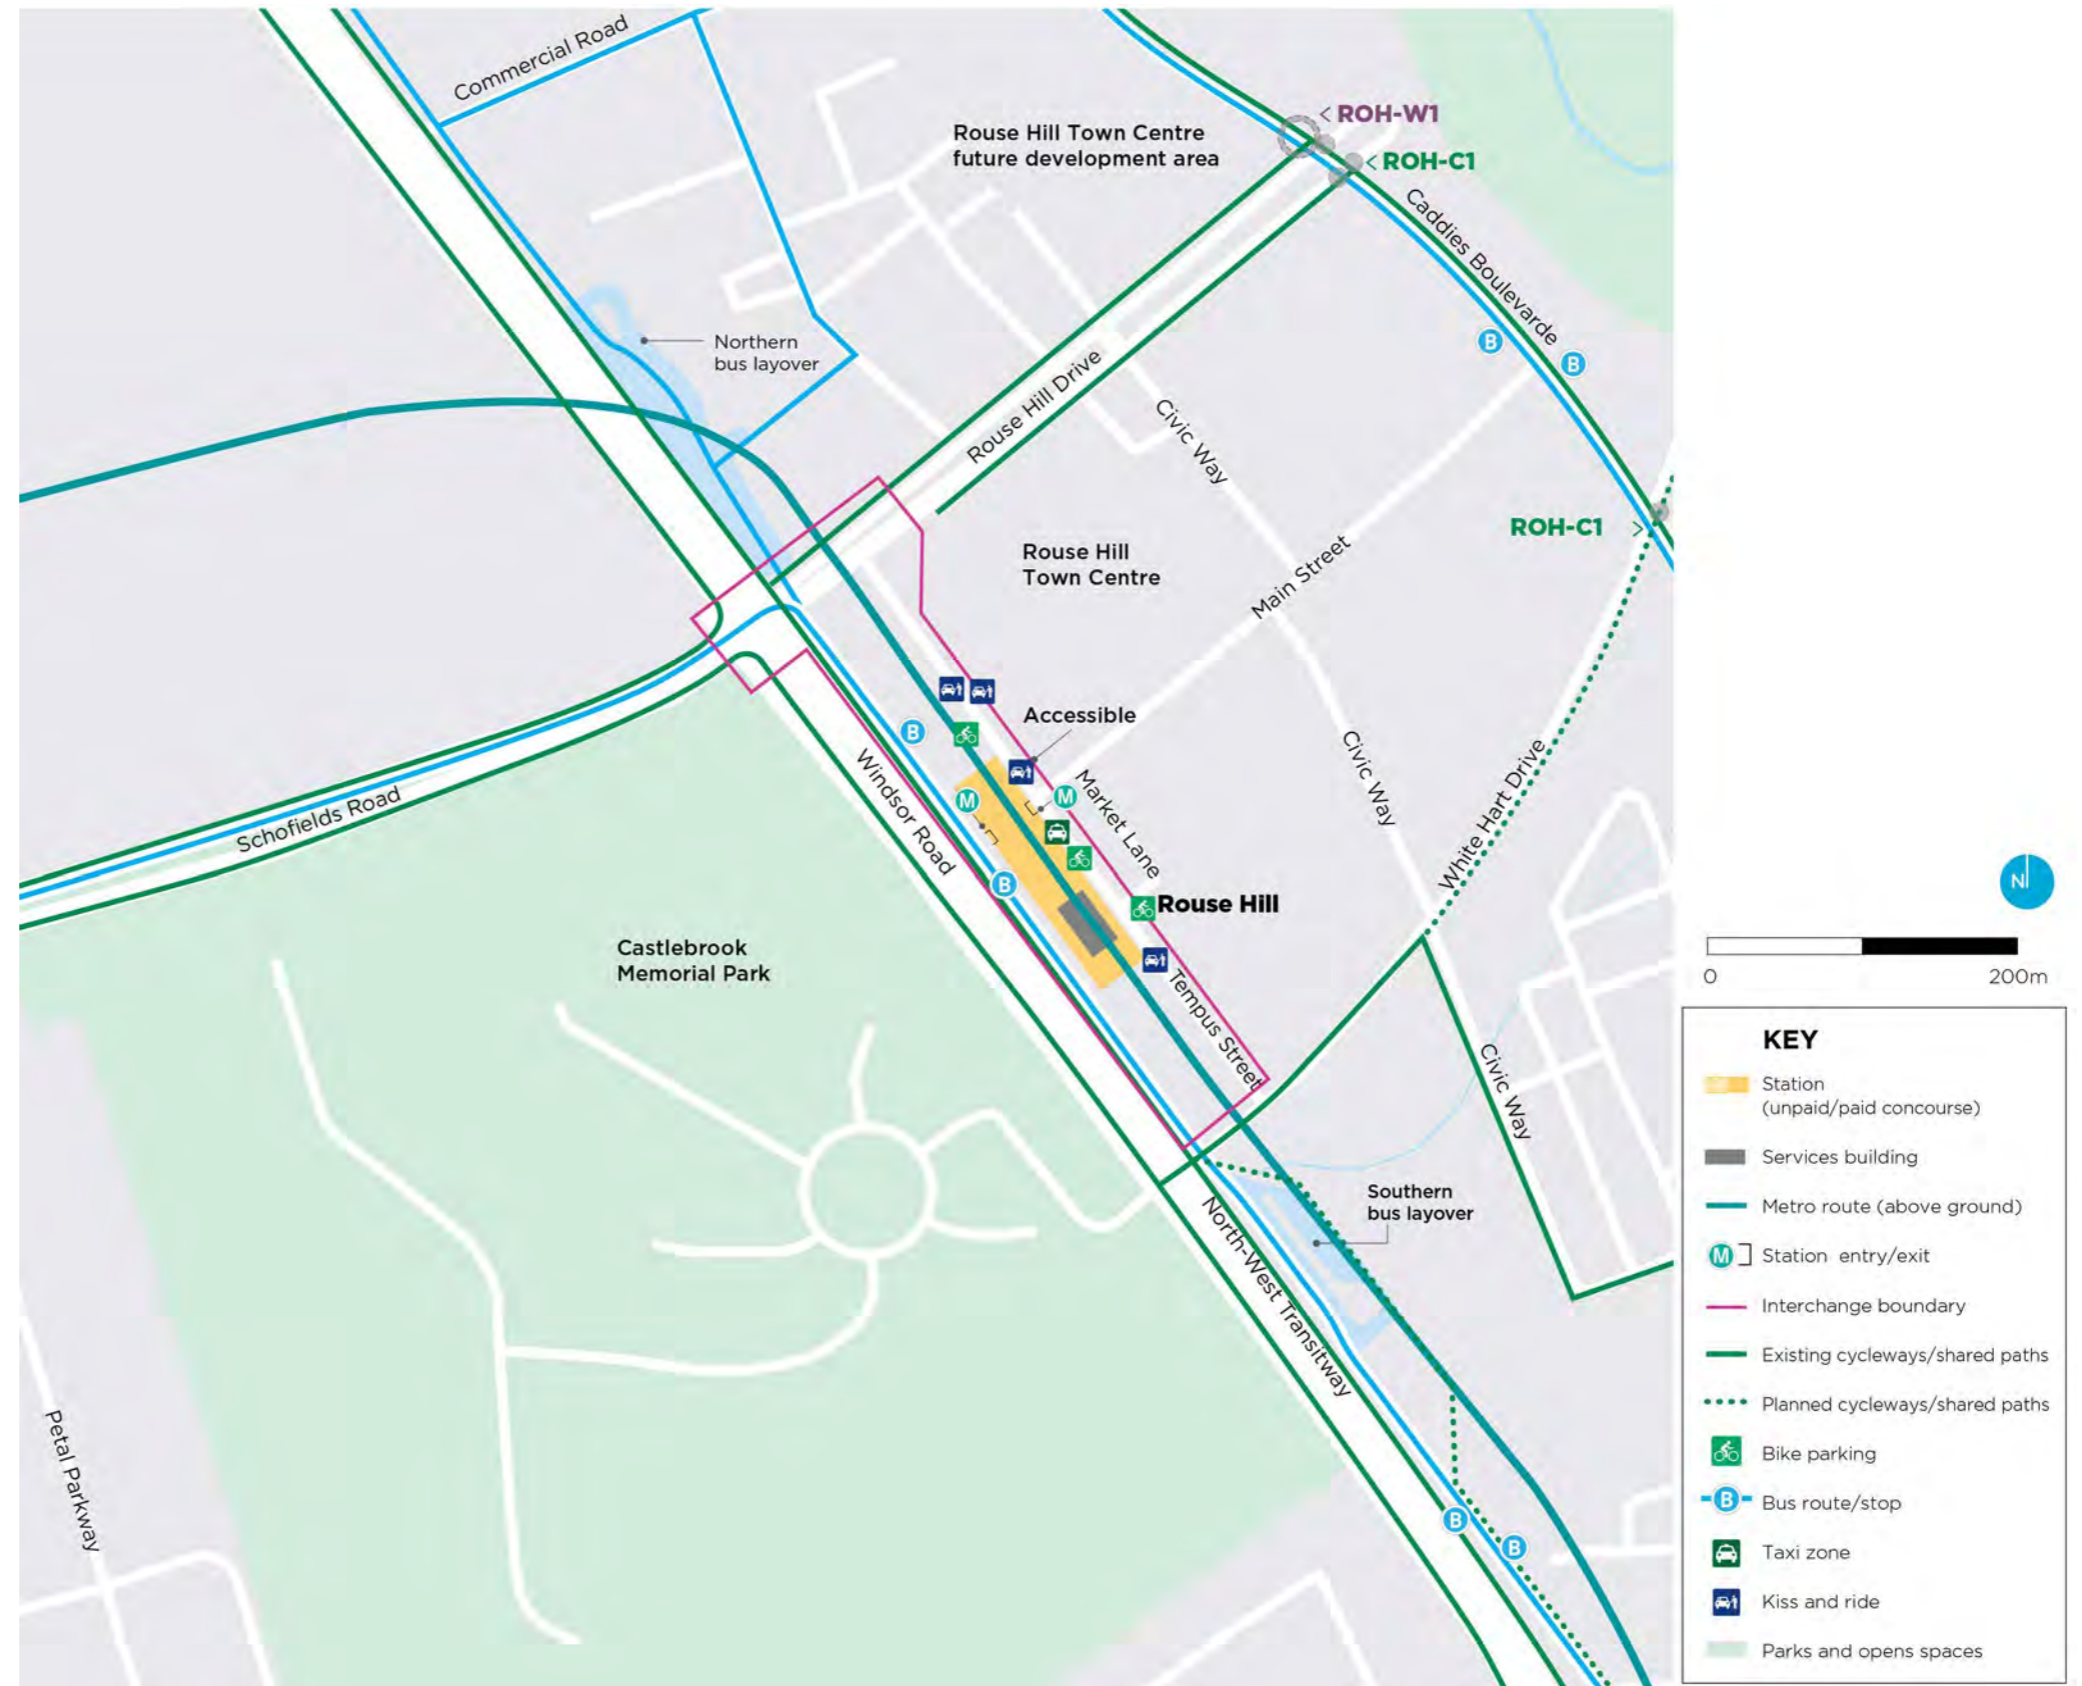 Commercial Road
< ROH-W1
Rouse Hill Town Centre
future development area
< ROH-C1
Caddies Boulevarde
B
B
Northern
bus layover
Rouse Hill Drive
Civic Way
ROH-C1 >
Rouse Hill
Town Centre
Main Street
Accessible
B
M
M
Market Lane
Windsor Road
Civic Way
White Hart Drive
Schofields Road
B
Rouse Hill
Castlebrook
Memorial Park
Tempus Street
Civic Way
Southern
bus layover
North-West Transitway
Petal Parkway
B
B
N
0
200m
KEY
Station
(unpaid/paid concourse)
Services building
Metro route (above ground)
M
Station entry/exit
Interchange boundary
Existing cycleways/shared paths
Planned cycleways/shared paths
Bike parking
B
Bus route/stop
Taxi zone
Kiss and ride
Parks and opens spaces